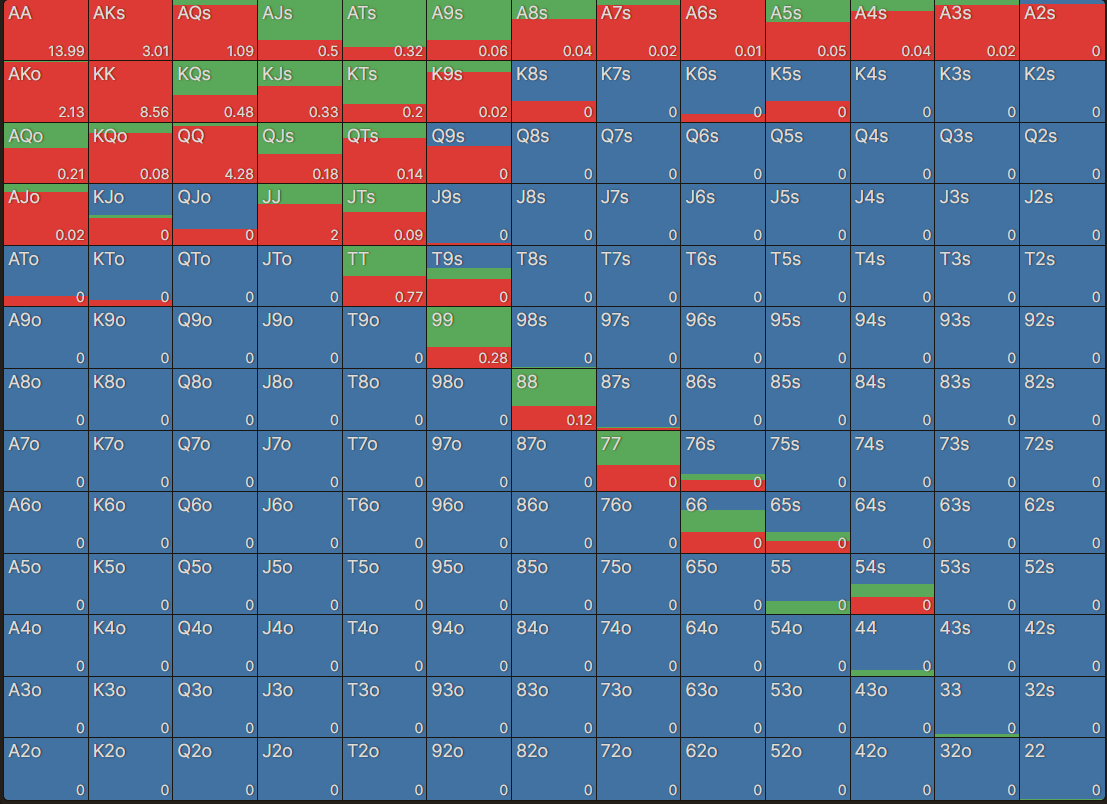 AA AKs AQs AJs ATs A9s A8s A7s A6s A5s A4s A3s A2s
13.99 3.01 1.09 0.5 0.32 0.06 0.04 0.02 0.01 0.05 0.04 0.02 0
AKo KK KQs KJs KTs K9s K8s K7s K6s K5s K4s K3s K2s
2.13 8.56 0.48 0.33 0.2 0.02 0 0 0 0 0 0 0
AQo KQo QQ QJs QTs Q9s Q8s Q7s Q6s Q5s Q4s Q3s Q2s
0.21 0.08 4.28 0.18 0.14 0 0 0 0 0 0 0 0
AJo KJo QJo JJ JTs J9s J8s J7s J6s J5s J4s J3s J2s
0.02 0 0 2 0.09 0 0 0 0 0 0 0 0
ATo KTo QTo JTo TT T9s T8s T7s T6s T5s T4s T3s T2s
0 0 0 0 0.77 0 0 0 0 0 0 0 0
A9o K9o Q9o J9o T9o 99 98s 97s 96s 95s 94s 93s 92s
0 0 0 0 0 0.28 0 0 0 0 0 0 0
A8o K8o Q8o J8o T8o 98o 88 87s 86s 85s 84s 83s 82s
0 0 0 0 0 0 0.12 0 0 0 0 0 0
A7o K7o Q7o J7o T7o 97o 87o 77 76s 75s 74s 73s 72s
0 0 0 0 0 0 0 0 0 0 0 0 0
A6o K6o Q6o J6o T6o 96o 86o 76o 66 65s 64s 63s 62s
0 0 0 0 0 0 0 0 0 0 0 0 0
A5o K5o Q5o J5o T5o 95o 85o 75o 65o 55 54s 53s 52s
0 0 0 0 0 0 0 0 0 0 0 0 0
A4o K4o Q4o J4o T4o 94o 84o 74o 64o 54o 44 43s 42s
0 0 0 0 0 0 0 0 0 0 0 0 0
A3o K3o Q3o J3o T3o 93o 83o 73o 63o 53o 43o 33 32s
0 0 0 0 0 0 0 0 0 0 0 0 0
A2o K2o Q2o J2o T2o 92o 82o 72o 62o 52o 42o 32o 22
0 0 0 0 0 0 0 0 0 0 0 0 0